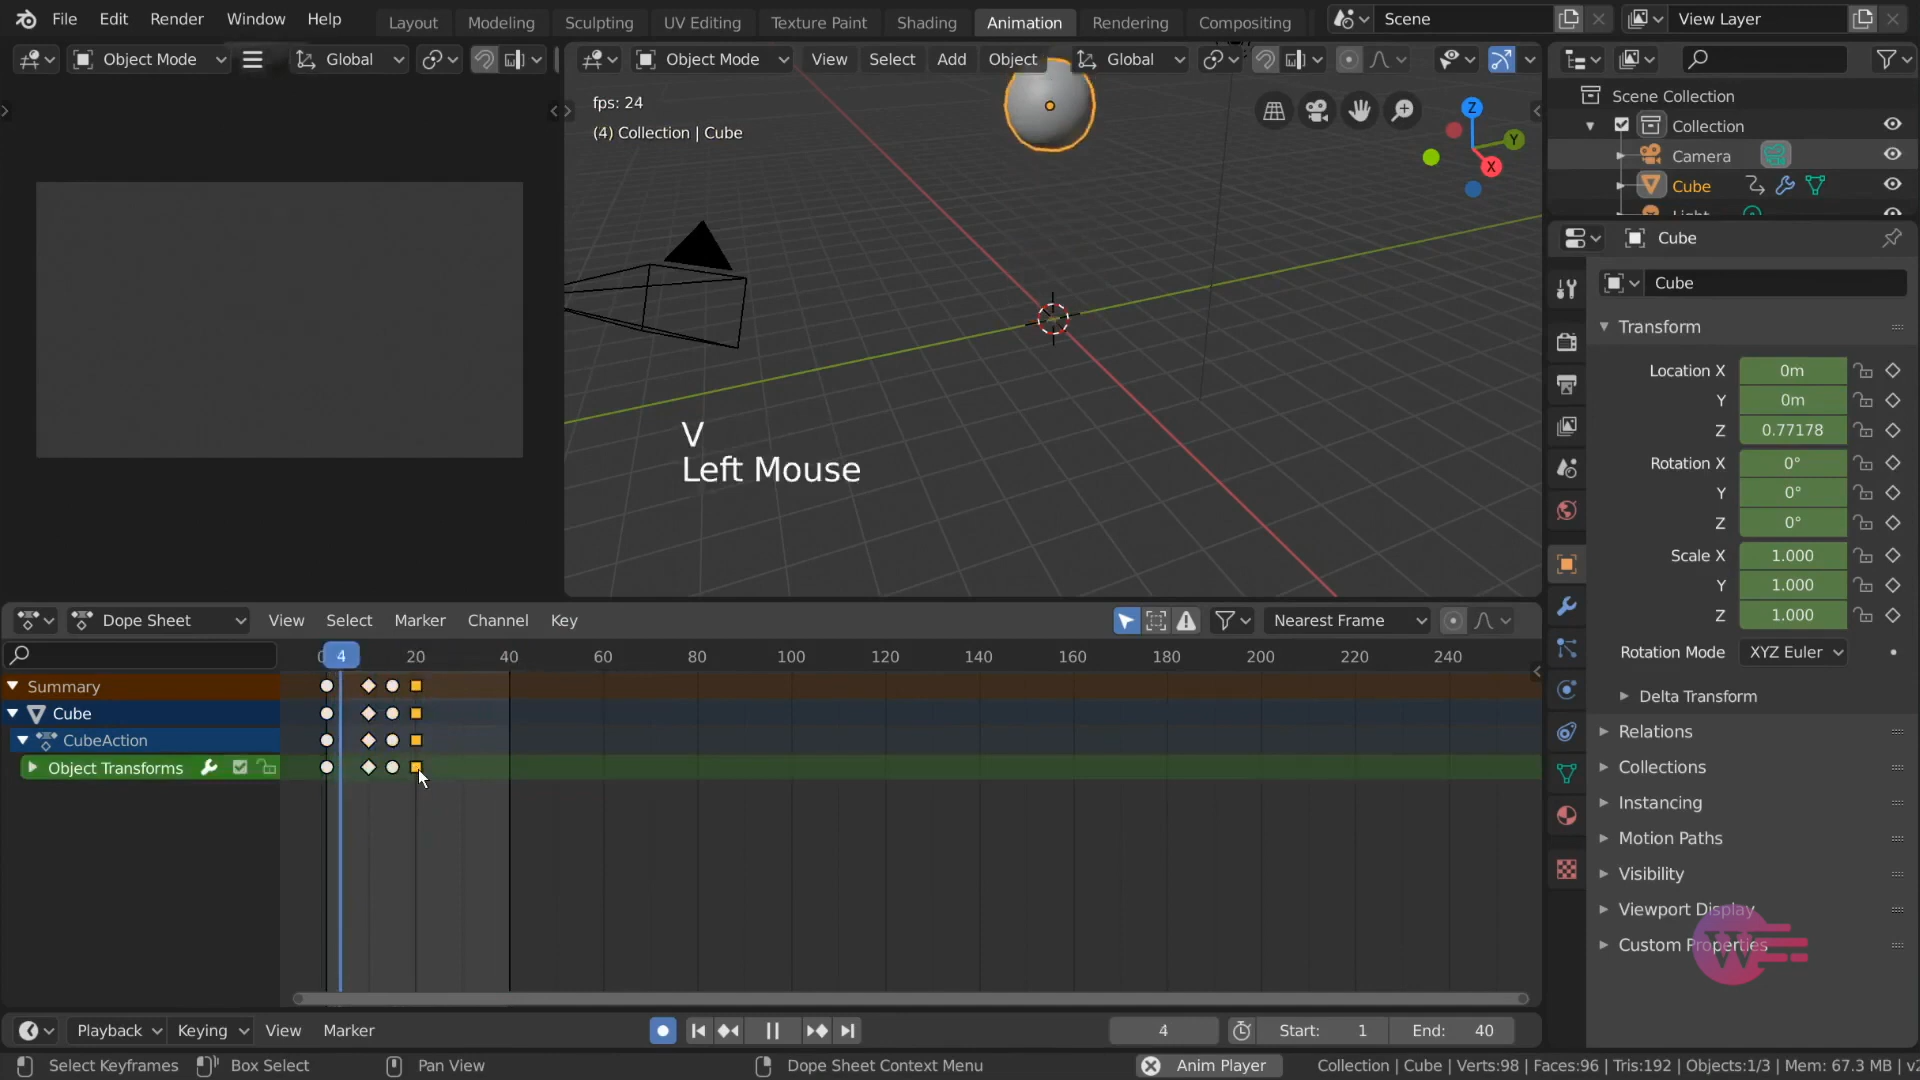 File Edit Render Window Help Layout Modeling Sculpting UV Editing Texture Paint Shading Animation Rendering Compositing Scene View Layer
Object Mode Global Object Mode View Select Add Object Global
fps: 24
(4) Collection | Cube
Z
Y
X
V
Left Mouse
Scene Collection
Collection
Camera
Cube
Light
Cube
Cube
Transform
Location X 0m
Y 0m
Z 0.77178
Rotation X 0°
Y 0°
Z 0°
Scale X 1.000
Y 1.000
Z 1.000
Rotation Mode XYZ Euler
Delta Transform
Relations
Collections
Instancing
Motion Paths
Visibility
Viewport Display
Custom Properties
W
Dope Sheet View Select Marker Channel Key Nearest Frame
0 4 20 40 60 80 100 120 140 160 180 200 220 240
Summary
Cube
CubeAction
Object Transforms
Playback Keying View Marker 4 Start: 1 End: 40
Select Keyframes Box Select Pan View Dope Sheet Context Menu Anim Player Collection | Cube | Verts:98 | Faces:96 | Tris:192 | Objects:1/3 | Mem: 67.3 MB | v2